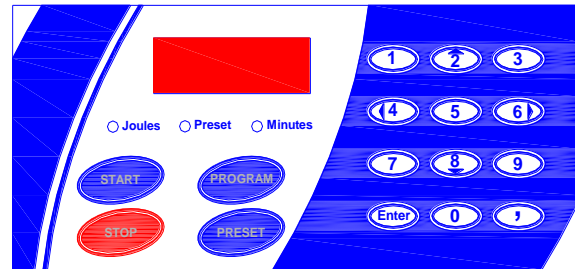 1 2 3
4 5 6
Joules Preset Minutes
7 8 9
START PROGRAM
Enter 0 ,
STOP PRESET